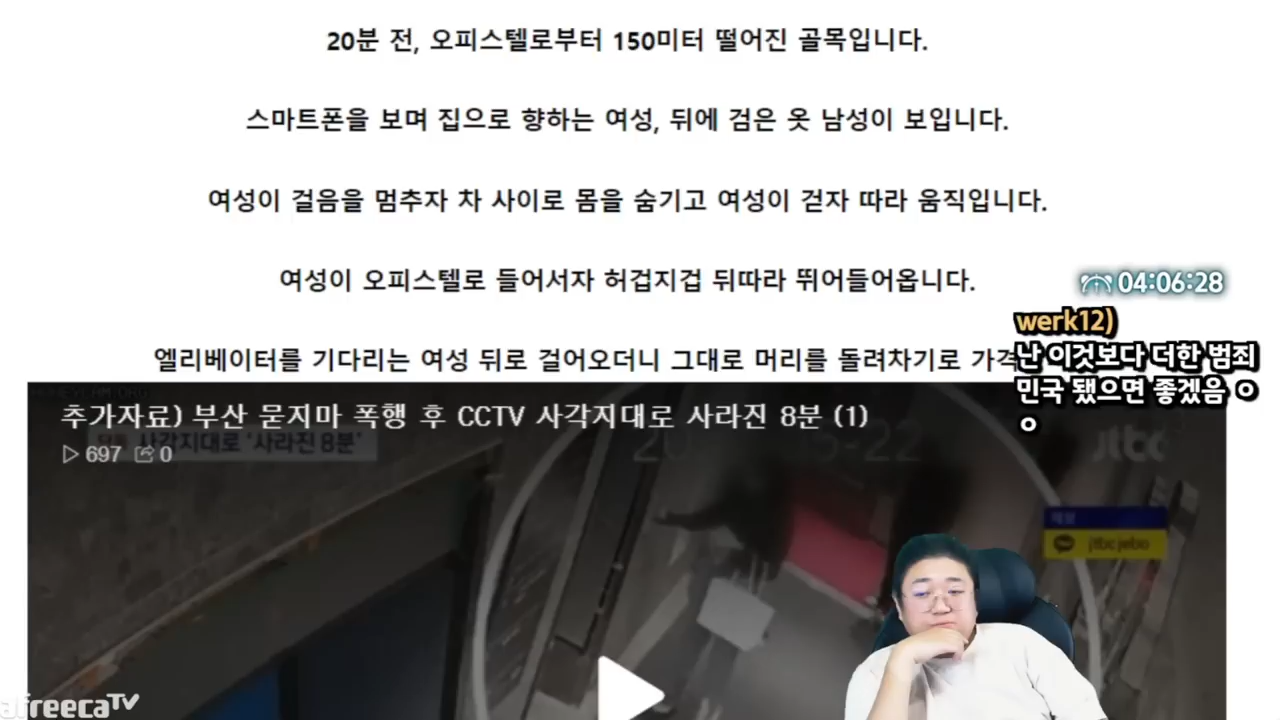 20분 전, 오피스텔로부터 150미터 떨어진 골목입니다.
스마트폰을 보며 집으로 향하는 여성, 뒤에 검은 옷 남성이 보입니다.
여성이 걸음을 멈추자 차 사이로 몸을 숨기고 여성이 걷자 따라 움직입니다.
여성이 오피스텔로 들어서자 허겁지겁 뒤따라 뛰어들어옵니다.
04:06:28
werk12)
엘리베이터를 기다리는 여성 뒤로 걸어오더니 그대로 머리를 돌려차기로 가격
난 이것보다 더한 범죄
민국 됐으면 좋겠음 ㅇ
ㅇ
추가자료) 부산 묻지마 폭행 후 CCTV 사각지대로 사라진 8분 (1)
사각지대로 '사라진 8분'
697 0
jtbc
제보
jtbcjebo
afreecaTV